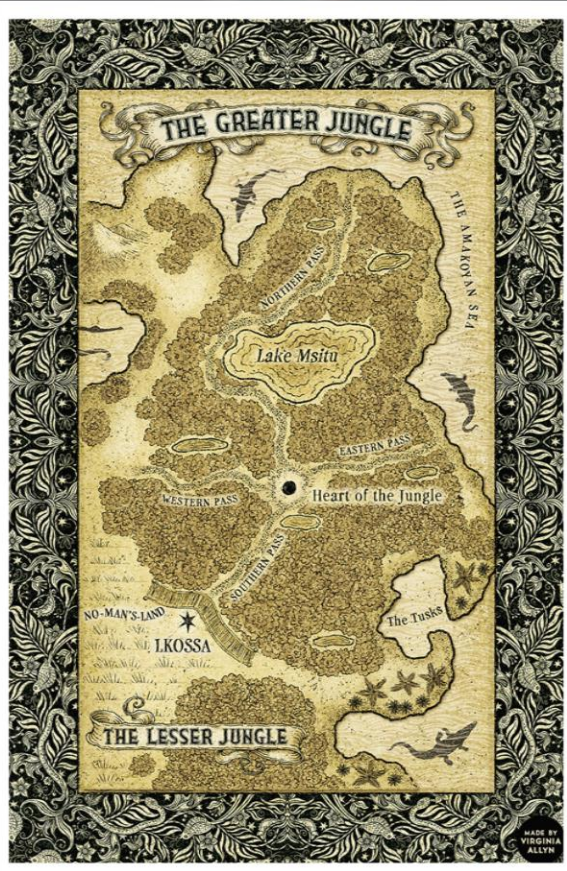 THE GREATER JUNGLE
THE AMAKOYAN SEA
NORTHERN PASS
Lake Msitu
EASTERN PASS
WESTERN PASS
Heart of the Jungle
SOUTHERN PASS
NO-MAN'S-LAND
LKOSSA
The Tusks
THE LESSER JUNGLE
MADE BY
VIRGINIA
ALLYN